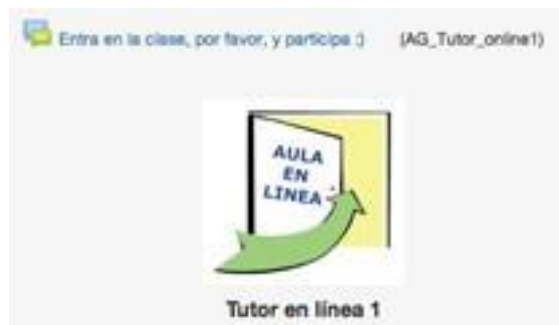 Entra en la clase, por favor, y participa :) (AG_Tutor_online1)
AULA
EN
LINEA
Tutor en línea 1